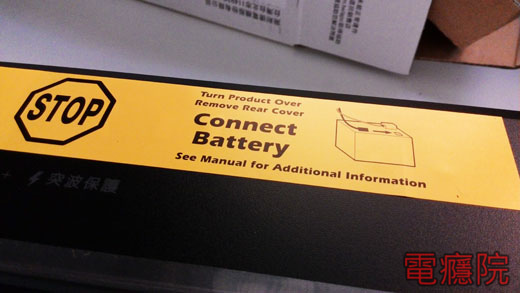 STOP
Turn Product Over
Remove Rear Cover
Connect
Battery
See Manual for Additional Information
+ 突波保護
電癮院